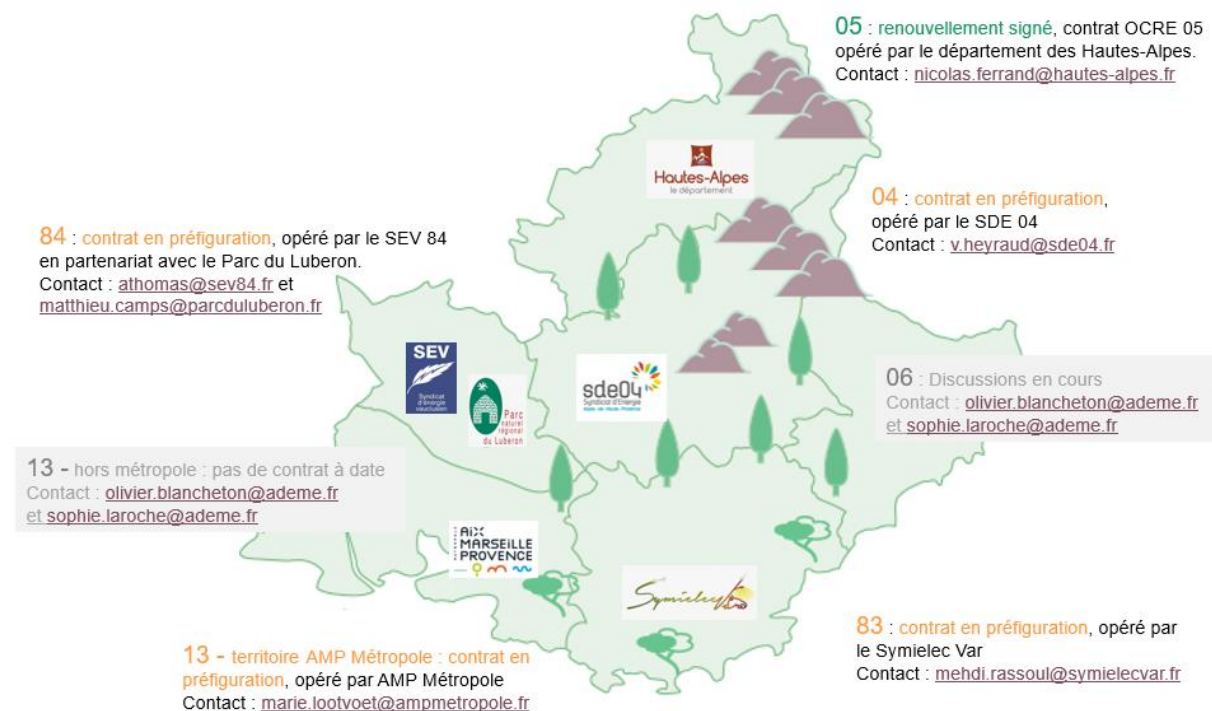 05 : renouvellement signé, contrat OCRE 05
opéré par le département des Hautes-Alpes.
Contact : nicolas.ferrand@hautes-alpes.fr
Hautes-Alpes
le département
04 : contrat en préfiguration,
opéré par le SDE 04
Contact : v.heyraud@sde04.fr
84 : contrat en préfiguration, opéré par le SEV 84
en partenariat avec le Parc du Luberon.
Contact : athomas@sev84.fr et
matthieu.camps@parcduluberon.fr
SEV
Syndicat
d'énergie
vauclusien
Parc
naturel
régional
du Luberon
sde04
Syndicat d'Énergie
Alpes de Haute-Provence
06 : Discussions en cours
Contact : olivier.blancheton@ademe.fr
et sophie.laroche@ademe.fr
13 - hors métropole : pas de contrat à date
Contact : olivier.blancheton@ademe.fr
et sophie.laroche@ademe.fr
AIX
MARSEILLE
PROVENCE
Symielec
83 : contrat en préfiguration, opéré par
le Symielec Var
Contact : mehdi.rassoul@symielecvar.fr
13 - territoire AMP Métropole : contrat en
préfiguration, opéré par AMP Métropole
Contact : marie.lootvoet@ampmetropole.fr